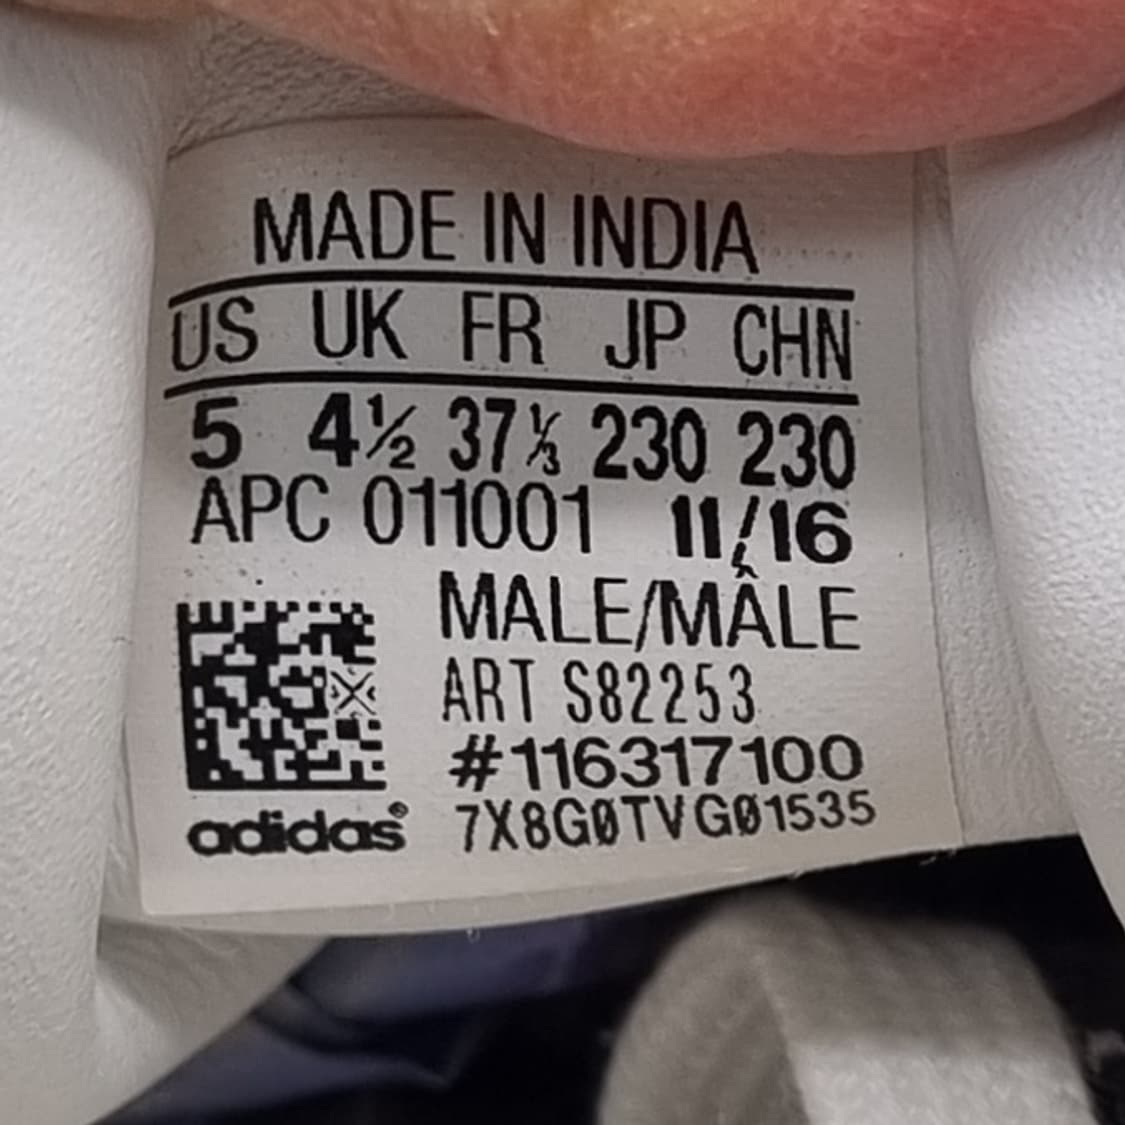 MADE IN INDIA
US UK FR JP CHN
5 4½ 37⅓ 230 230
APC 011001 11/16
MALE/MÂLE
ART S82253
#116317100
adidas® 7X8GØTVGØ1535